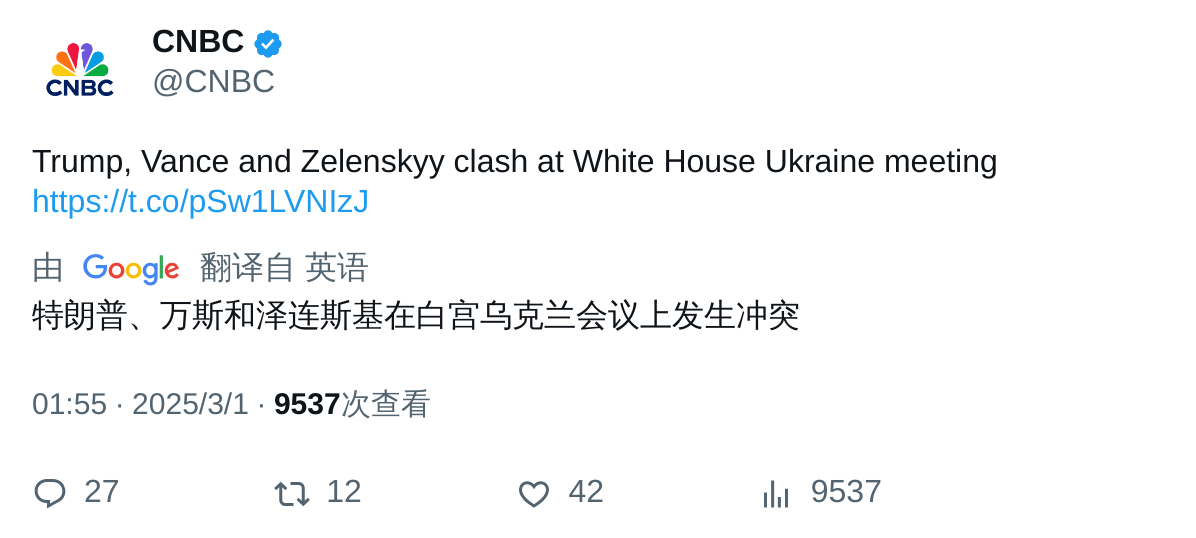 CNBC
CNBC
@CNBC
Trump, Vance and Zelenskyy clash at White House Ukraine meeting
https://t.co/pSw1LVNIzJ
由 Google 翻译自 英语
特朗普、万斯和泽连斯基在白宫乌克兰会议上发生冲突
01:55 · 2025/3/1 · 9537次查看
27 12 42 9537